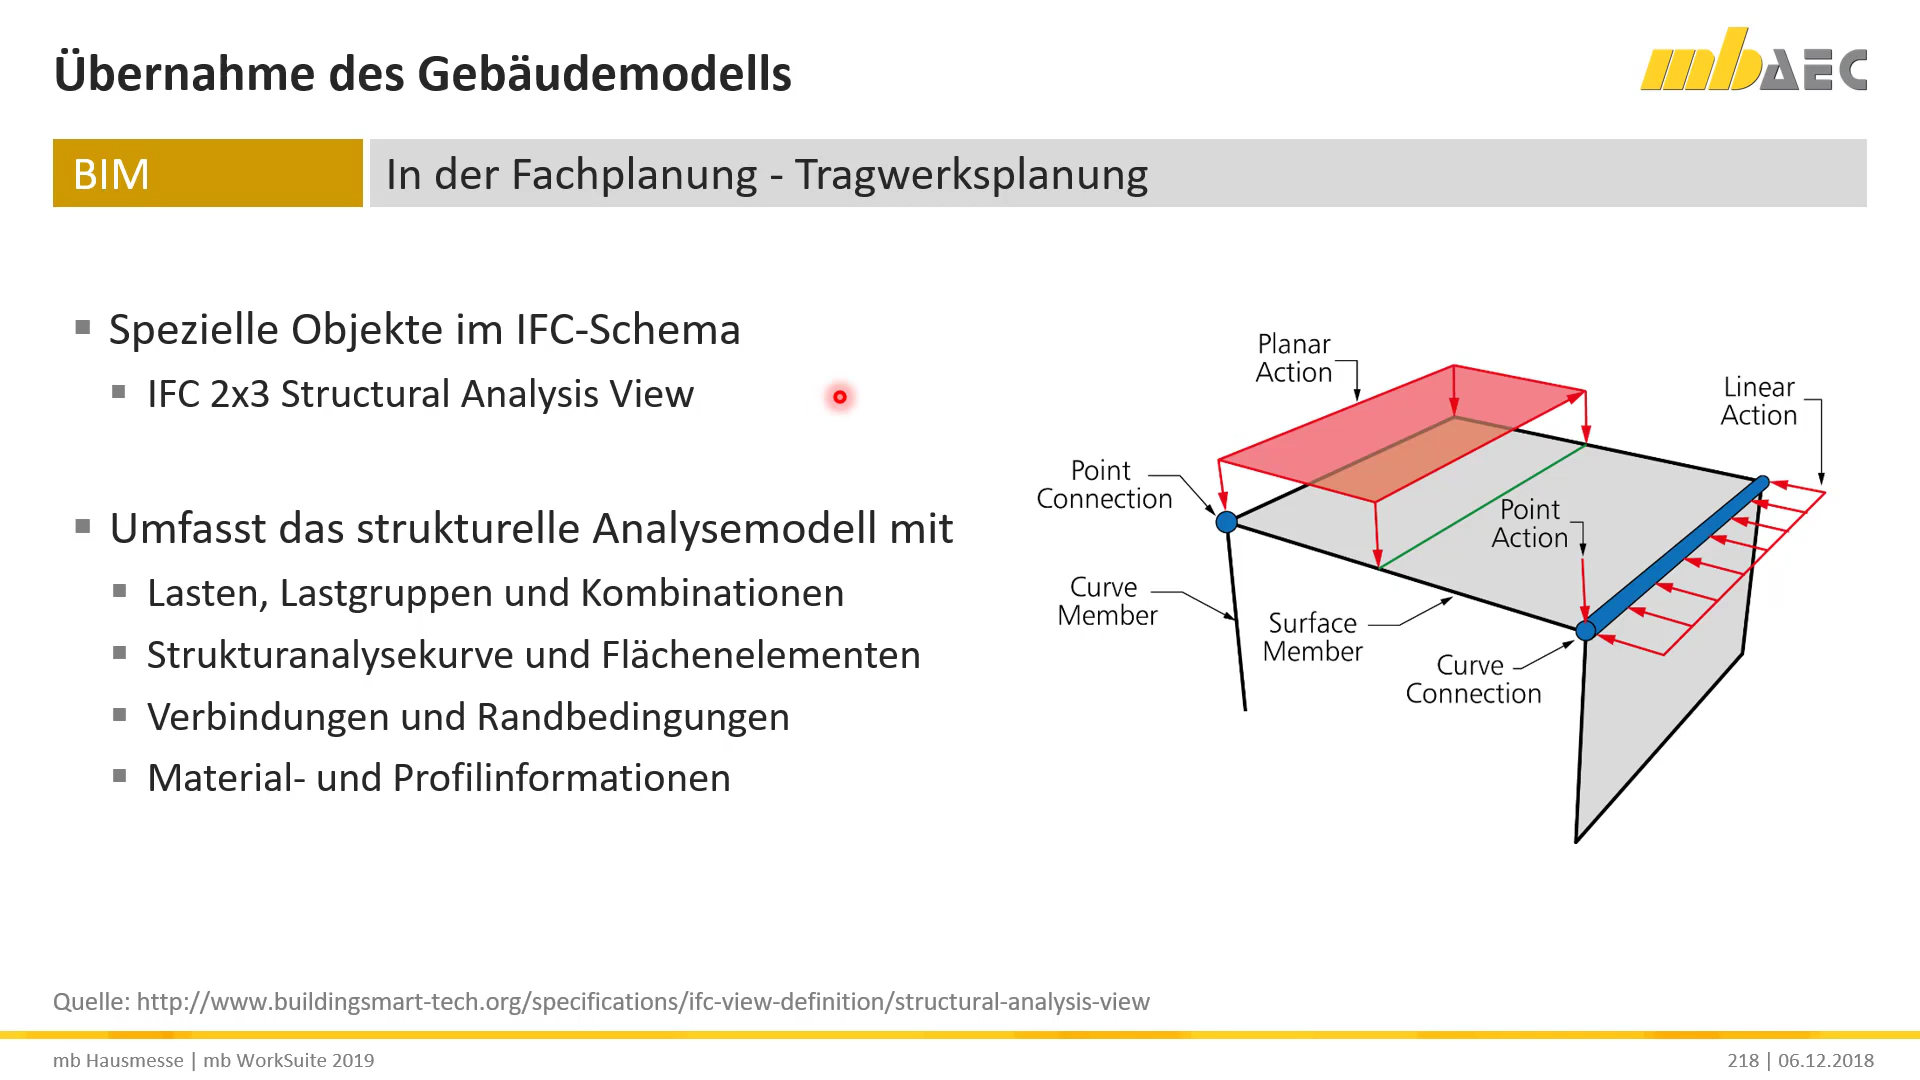 Übernahme des Gebäudemodells
mbAEC
BIM
In der Fachplanung - Tragwerksplanung
Spezielle Objekte im IFC-Schema
IFC 2x3 Structural Analysis View
Umfasst das strukturelle Analysemodell mit
Lasten, Lastgruppen und Kombinationen
Strukturanalysekurve und Flächenelementen
Verbindungen und Randbedingungen
Material- und Profilinformationen
Planar
Action
Linear
Action
Point
Connection
Point
Action
Curve
Member
Surface
Member
Curve
Connection
Quelle: http://www.buildingsmart-tech.org/specifications/ifc-view-definition/structural-analysis-view
mb Hausmesse | mb WorkSuite 2019
218 | 06.12.2018